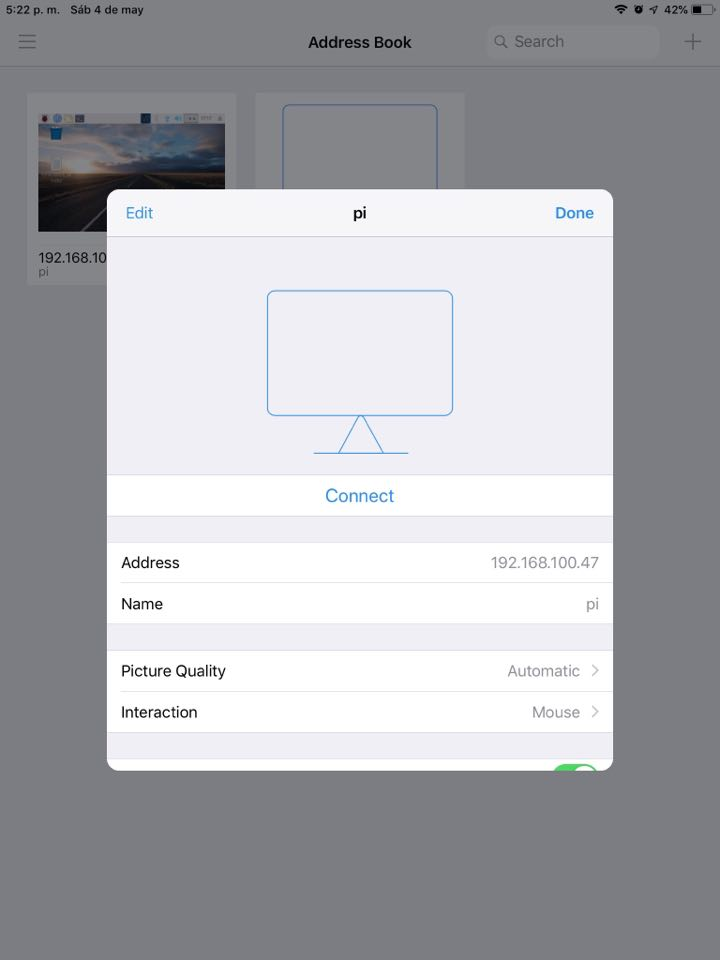 5:22 p. m. Sáb 4 de may 42%
Address Book Search
192.168.10
pi
Edit pi Done
Connect
Address 192.168.100.47
Name pi
Picture Quality Automatic
Interaction Mouse